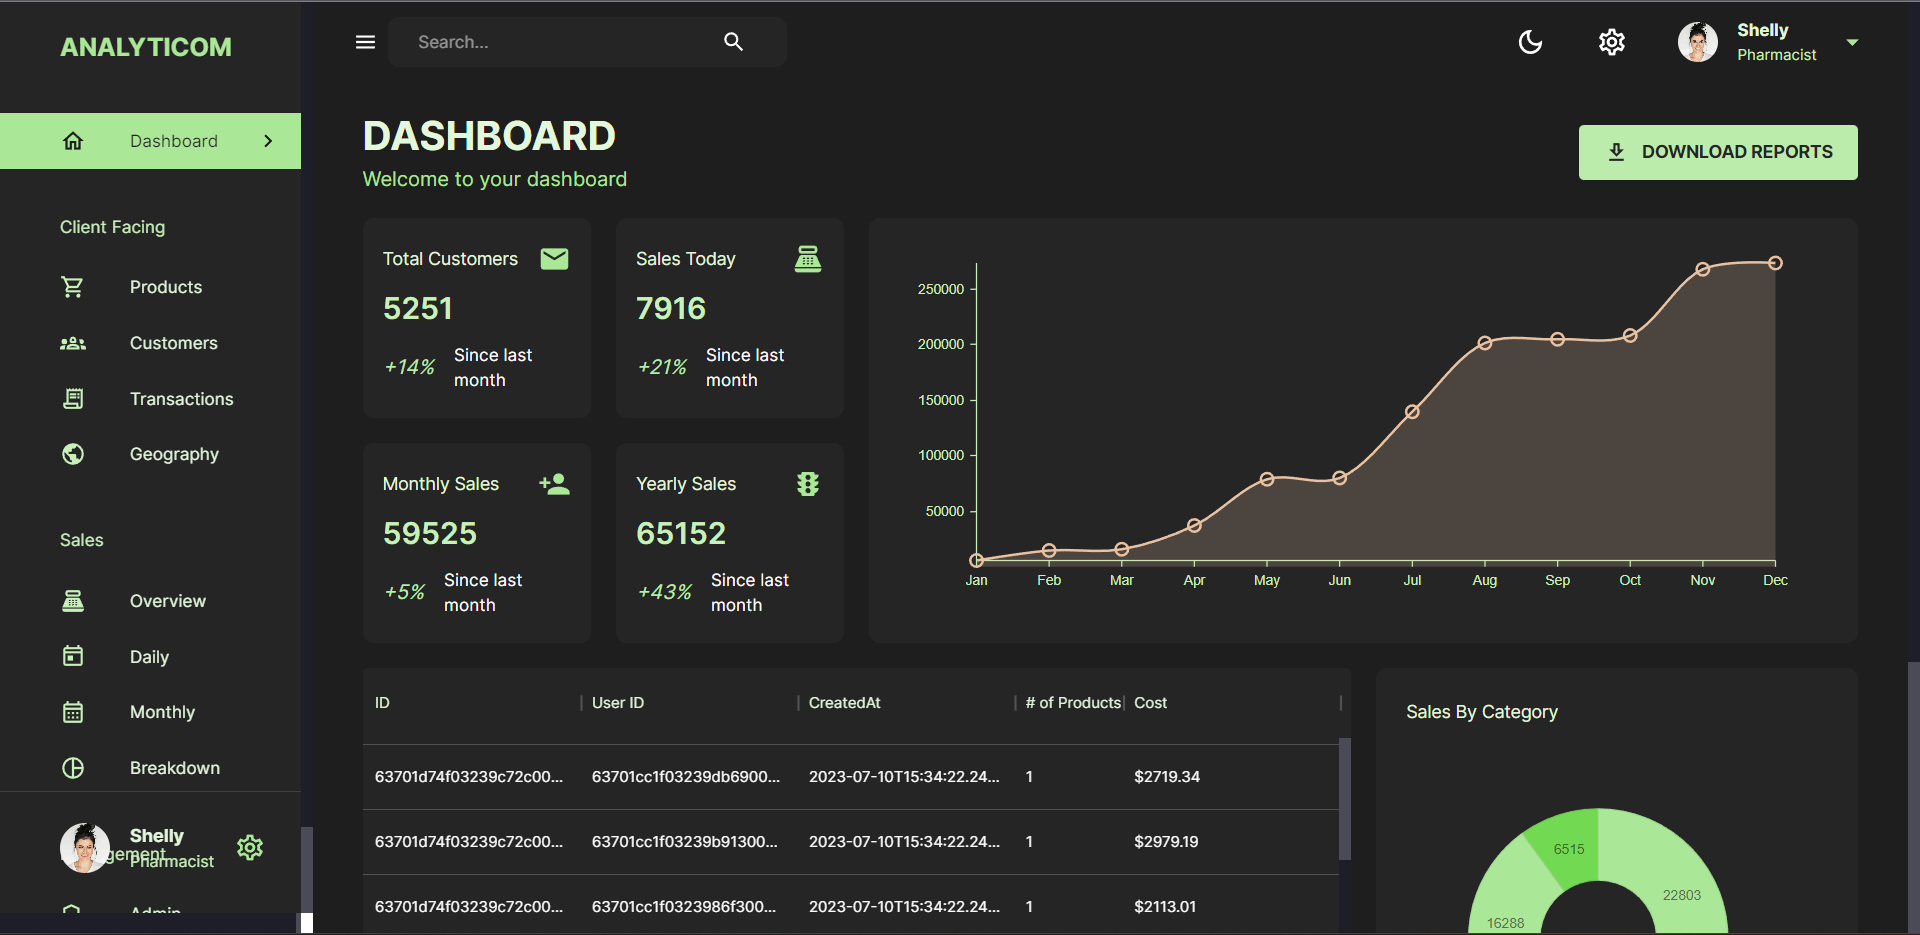 ANALYTICOM
Search...
Shelly
Pharmacist
Dashboard
Client Facing
Products
Customers
Transactions
Geography
Sales
Overview
Daily
Monthly
Breakdown
Shelly
Pharmacist
Admin
DASHBOARD
Welcome to your dashboard
DOWNLOAD REPORTS
Total Customers
5251
+14%
Since last
month
Sales Today
7916
+21%
Since last
month
Monthly Sales
59525
+5%
Since last
month
Yearly Sales
65152
+43%
Since last
month
250000
200000
150000
100000
50000
Jan Feb Mar Apr May Jun Jul Aug Sep Oct Nov Dec
ID User ID CreatedAt # of Products Cost
63701d74f03239c72c00... 63701cc1f03239db6900... 2023-07-10T15:34:22.24... 1 $2719.34
63701d74f03239c72c00... 63701cc1f03239b91300... 2023-07-10T15:34:22.24... 1 $2979.19
63701d74f03239c72c00... 63701cc1f0323986f300... 2023-07-10T15:34:22.24... 1 $2113.01
Sales By Category
6515
22803
16288